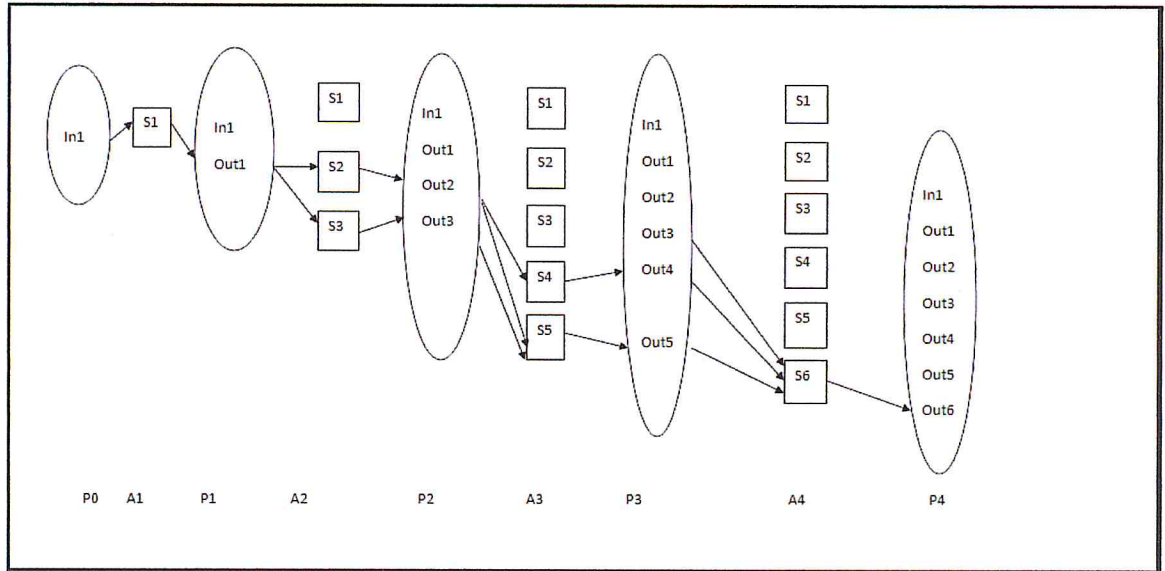 In1
S1
In1
Out1
S1
S2
S3
In1
Out1
Out2
Out3
S1
S2
S3
S4
S5
In1
Out1
Out2
Out3
Out4
Out5
S1
S2
S3
S4
S5
S6
In1
Out1
Out2
Out3
Out4
Out5
Out6
P0 A1 P1 A2 P2 A3 P3 A4 P4